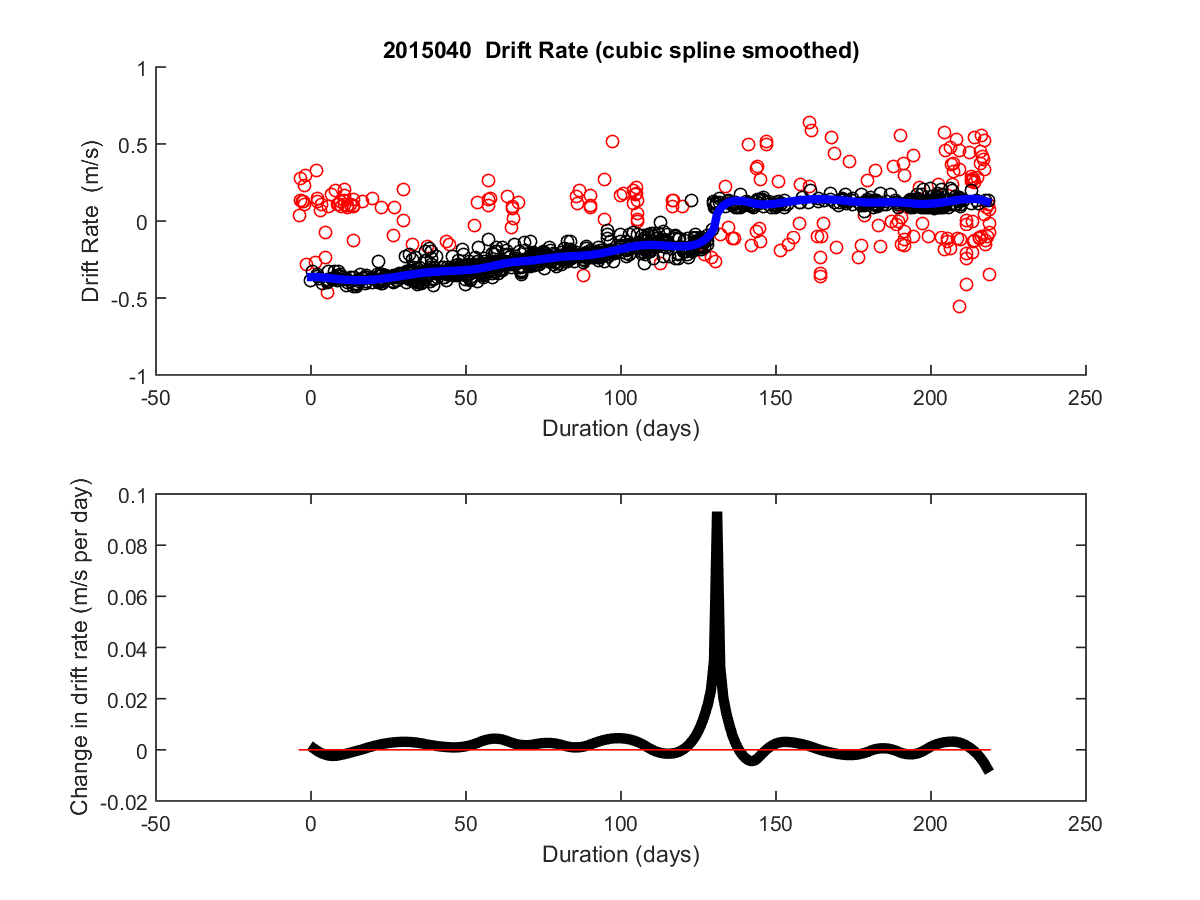 2015040  Drift Rate (cubic spline smoothed)
1
0.5
0
-0.5
-1
Drift Rate  (m/s)
-50 0 50 100 150 200 250
Duration (days)
0.1
0.08
0.06
0.04
0.02
0
-0.02
Change in drift rate (m/s per day)
-50 0 50 100 150 200 250
Duration (days)